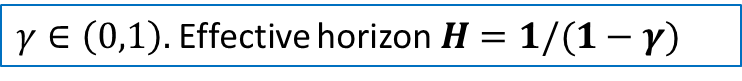 γ ∈ (0,1). Effective horizon H = 1/(1 − γ)